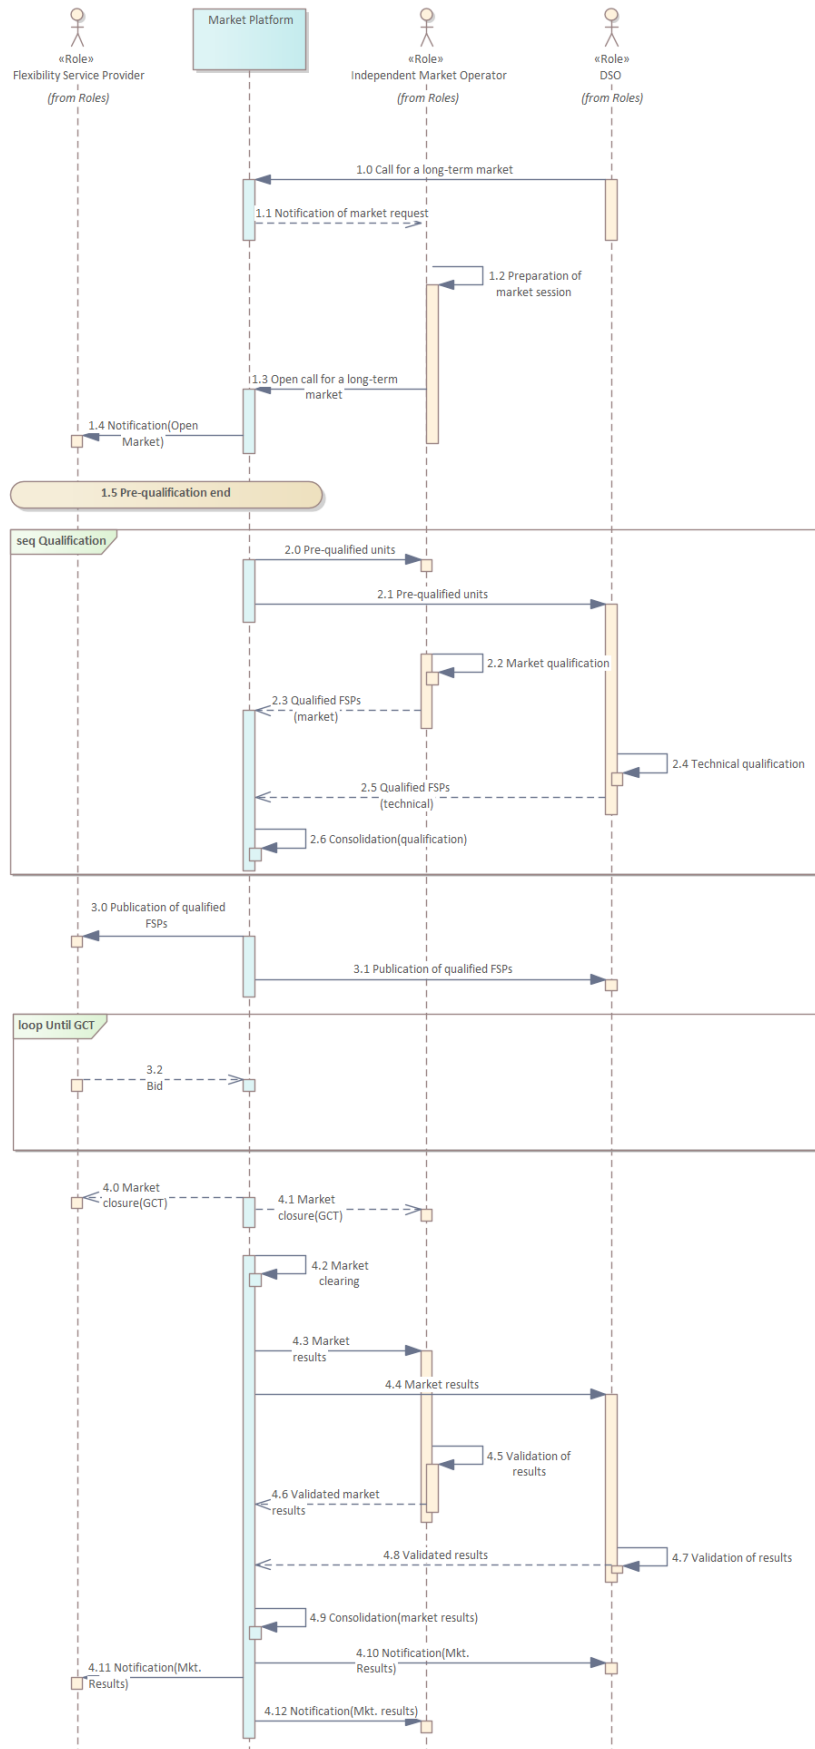 Market Platform
«Role»
Flexibility Service Provider
(from Roles)
«Role»
Independent Market Operator
(from Roles)
«Role»
DSO
(from Roles)
1.0 Call for a long-term market
1.1 Notification of market request
1.2 Preparation of
market session
1.3 Open call for a long-term
market
1.4 Notification(Open
Market)
1.5 Pre-qualification end
seq Qualification
2.0 Pre-qualified units
2.1 Pre-qualified units
2.2 Market qualification
2.3 Qualified FSPs
(market)
2.4 Technical qualification
2.5 Qualified FSPs
(technical)
2.6 Consolidation(qualification)
3.0 Publication of qualified
FSPs
3.1 Publication of qualified FSPs
loop Until GCT
3.2
Bid
4.0 Market
closure(GCT)
4.1 Market
closure(GCT)
4.2 Market
clearing
4.3 Market
results
4.4 Market results
4.5 Validation of
results
4.6 Validated market
results
4.7 Validation of results
4.8 Validated results
4.9 Consolidation(market results)
4.10 Notification(Mkt.
Results)
4.11 Notification(Mkt.
Results)
4.12 Notification(Mkt. results)